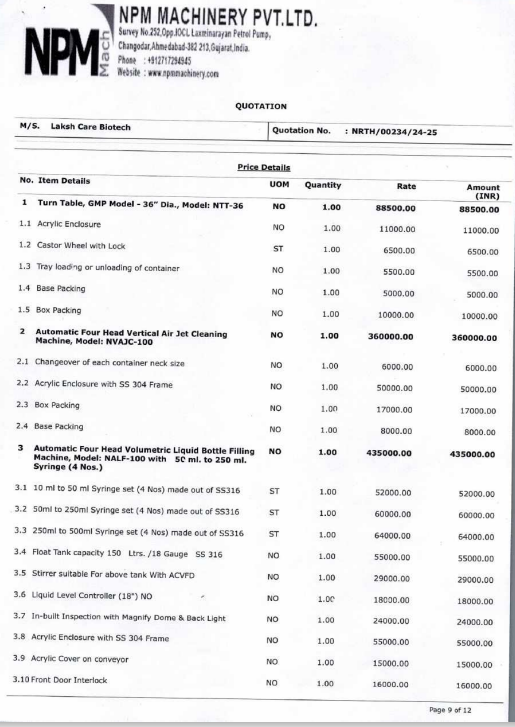 NPM MACHINERY PVT.LTD.
Survey No.252,Opp.IOCL Laxminarayan Petrol Pump,
Changodar,Ahmedabad-382 213,Gujarat,India.
Phone : +912717294945
Website : www.npmmachinery.com
NPM
Mach
QUOTATION
M/S. Laksh Care Biotech Quotation No. : NRTH/00234/24-25
Price Details
No. Item Details UOM Quantity Rate Amount
(INR)
1 Turn Table, GMP Model - 36" Dia., Model: NTT-36 NO 1.00 88500.00 88500.00
1.1 Acrylic Enclosure NO 1.00 11000.00 11000.00
1.2 Castor Wheel with Lock ST 1.00 6500.00 6500.00
1.3 Tray loading or unloading of container NO 1.00 5500.00 5500.00
1.4 Base Packing NO 1.00 5000.00 5000.00
1.5 Box Packing NO 1.00 10000.00 10000.00
2 Automatic Four Head Vertical Air Jet Cleaning NO 1.00 360000.00 360000.00
Machine, Model: NVAJC-100
2.1 Changeover of each container neck size NO 1.00 6000.00 6000.00
2.2 Acrylic Enclosure with SS 304 Frame NO 1.00 50000.00 50000.00
2.3 Box Packing NO 1.00 17000.00 17000.00
2.4 Base Packing NO 1.00 8000.00 8000.00
3 Automatic Four Head Volumetric Liquid Bottle Filling NO 1.00 435000.00 435000.00
Machine, Model: NALF-100 with 50 ml. to 250 ml.
Syringe (4 Nos.)
3.1 10 ml to 50 ml Syringe set (4 Nos) made out of SS316 ST 1.00 52000.00 52000.00
3.2 50ml to 250ml Syringe set (4 Nos) made out of SS316 ST 1.00 60000.00 60000.00
3.3 250ml to 500ml Syringe set (4 Nos) made out of SS316 ST 1.00 64000.00 64000.00
3.4 Float Tank capacity 150 Ltrs. /18 Gauge SS 316 NO 1.00 55000.00 55000.00
3.5 Stirrer suitable For above tank With ACVFD NO 1.00 29000.00 29000.00
3.6 Liquid Level Controller (18") NO NO 1.00 18000.00 18000.00
3.7 In-built Inspection with Magnify Dome & Back Light NO 1.00 24000.00 24000.00
3.8 Acrylic Enclosure with SS 304 Frame NO 1.00 55000.00 55000.00
3.9 Acrylic Cover on conveyor NO 1.00 15000.00 15000.00
3.10 Front Door Interlock NO 1.00 16000.00 16000.00
Page 9 of 12